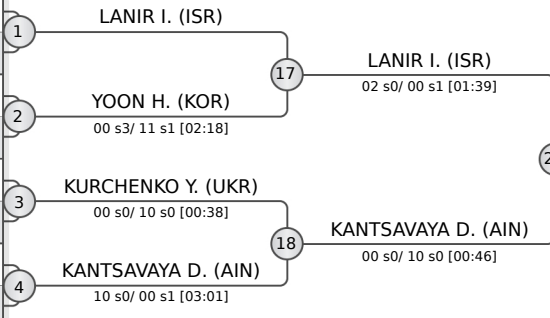 LANIR I. (ISR)
1
17
LANIR I. (ISR)
02 s0/ 00 s1 [01:39]
YOON H. (KOR)
2
00 s3/ 11 s1 [02:18]
KURCHENKO Y. (UKR)
3
00 s0/ 10 s0 [00:38]
18
KANTSAVAYA D. (AIN)
00 s0/ 10 s0 [00:46]
KANTSAVAYA D. (AIN)
4
10 s0/ 00 s1 [03:01]